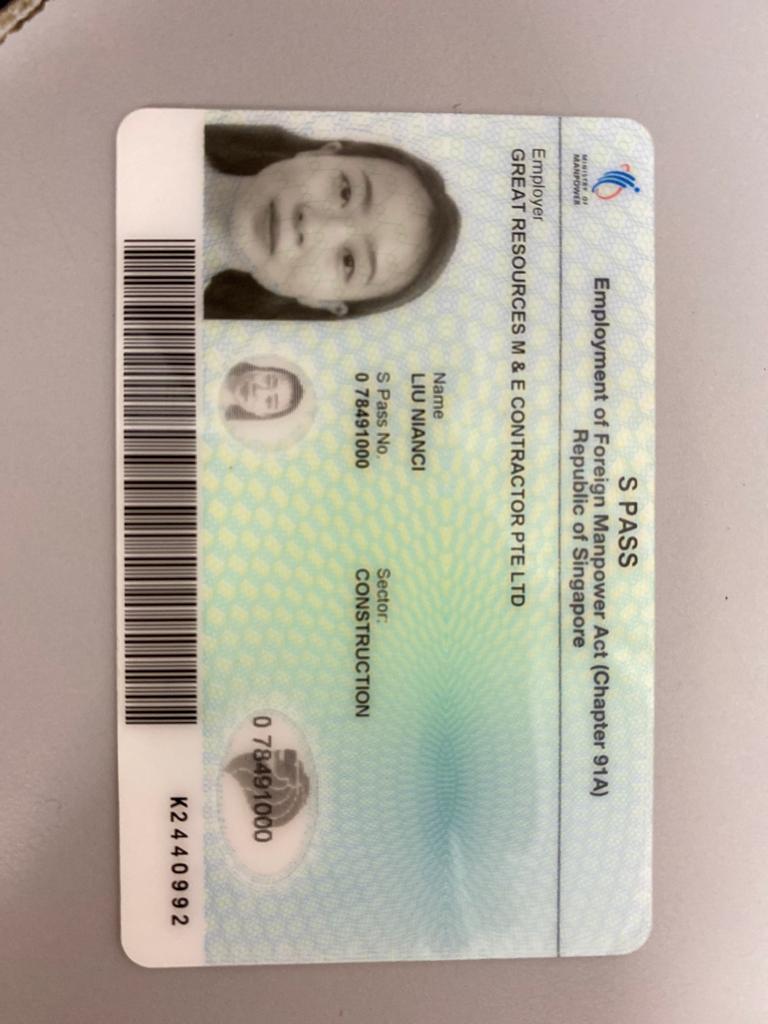 MINISTRY OF
MANPOWER
S PASS
Employment of Foreign Manpower Act (Chapter 91A)
Republic of Singapore
Employer
GREAT RESOURCES M & E CONTRACTOR PTE LTD
Name
LIU NIANCI
S Pass No.
0 78491000
Sector:
CONSTRUCTION
0 78491000
K2440992